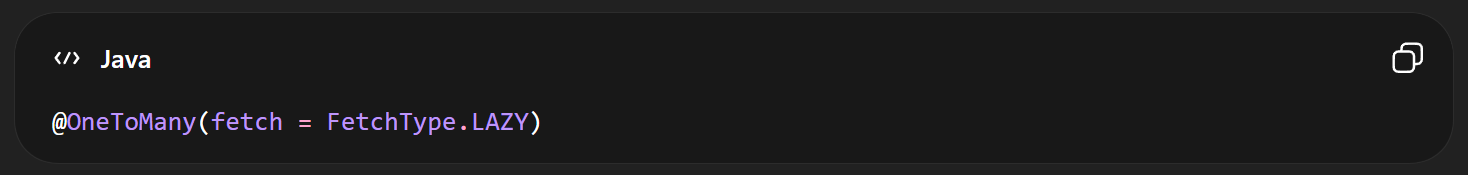 </> Java
@OneToMany(fetch = FetchType.LAZY)